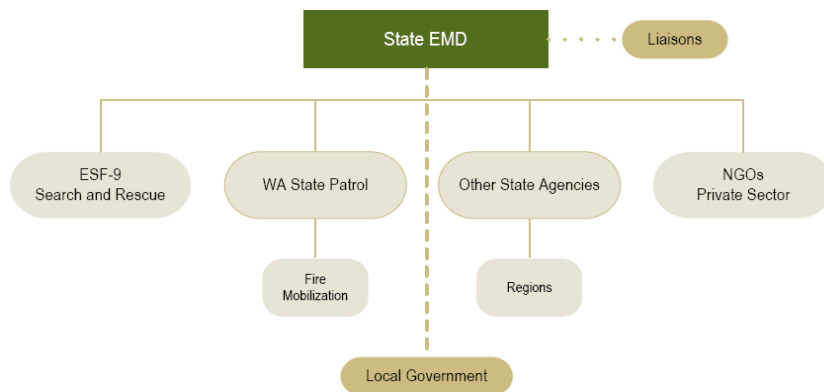 State EMD
Liaisons
ESF-9
Search and Rescue
WA State Patrol
Other State Agencies
NGOs
Private Sector
Fire
Mobilization
Regions
Local Government